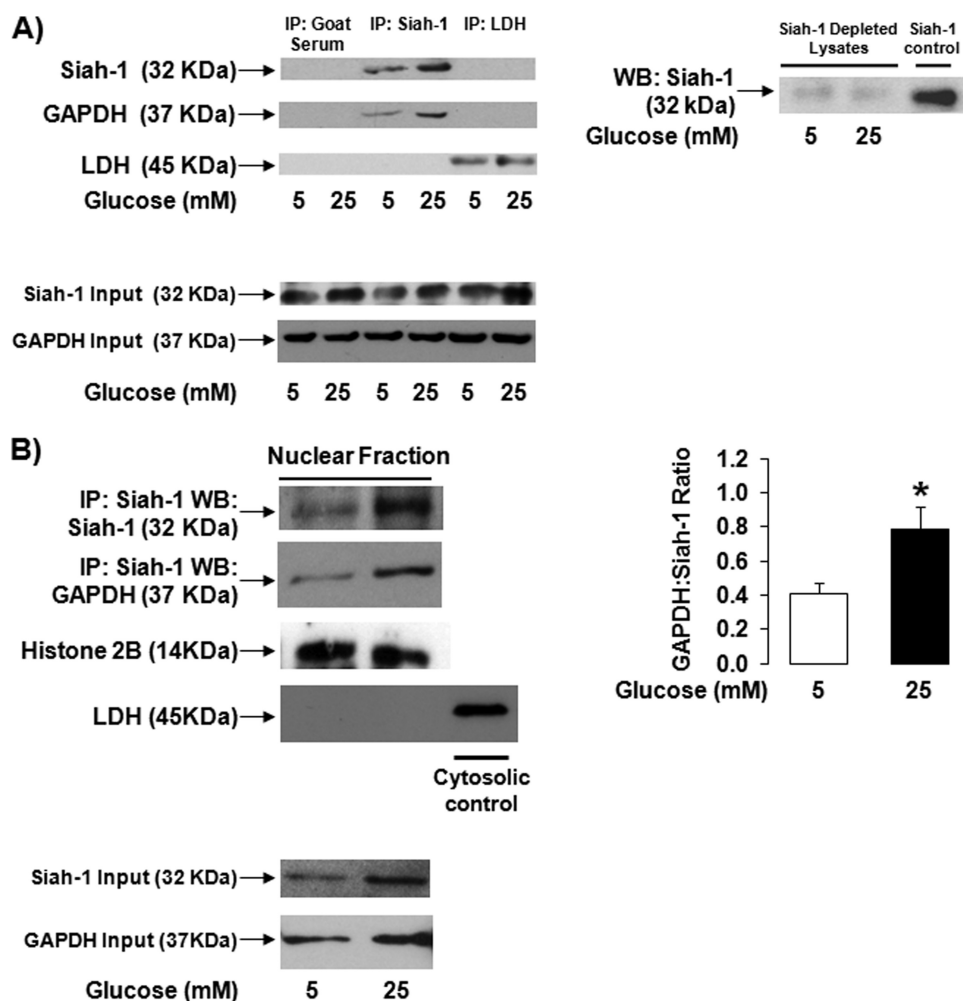 A)
IP: Goat Serum
IP: Siah-1
IP: LDH
Siah-1 (32 KDa)
GAPDH (37 KDa)
LDH (45 KDa)
Glucose (mM) 5 25 5 25 5 25
Siah-1 Depleted Lysates
Siah-1 control
WB: Siah-1
(32 kDa)
Glucose (mM) 5 25
Siah-1 Input (32 KDa)
GAPDH Input (37 KDa)
Glucose (mM) 5 25 5 25 5 25
B)
Nuclear Fraction
IP: Siah-1 WB:
Siah-1 (32 KDa)
IP: Siah-1 WB:
GAPDH (37 KDa)
Histone 2B (14KDa)
LDH (45KDa)
Cytosolic
control
Siah-1 Input (32 KDa)
GAPDH Input (37KDa)
Glucose (mM) 5 25
GAPDH:Siah-1 Ratio
1.2
1.0
0.8
0.6
0.4
0.2
0.0
*
Glucose (mM) 5 25